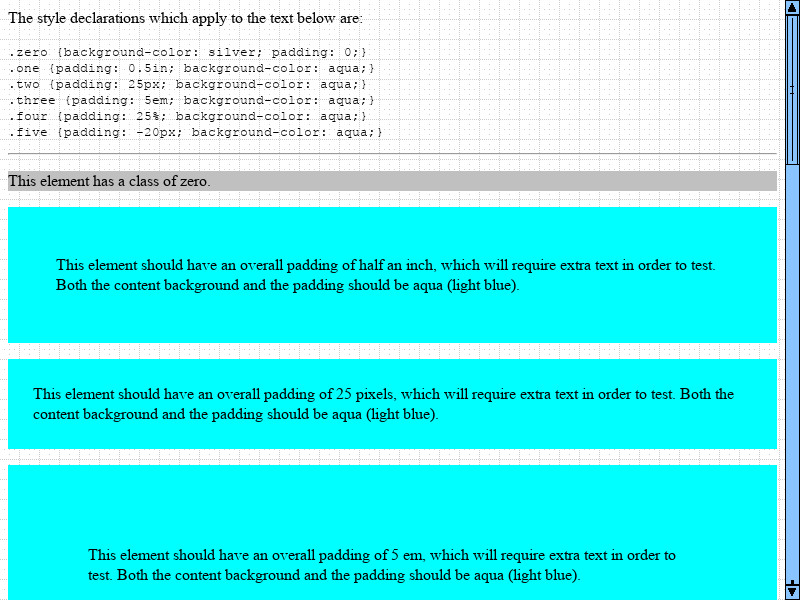 The style declarations which apply to the text below are:
.zero {background-color: silver; padding: 0;}
.one {padding: 0.5in; background-color: aqua;}
.two {padding: 25px; background-color: aqua;}
.three {padding: 5em; background-color: aqua;}
.four {padding: 25%; background-color: aqua;}
.five {padding: -20px; background-color: aqua;}
This element has a class of zero.
This element should have an overall padding of half an inch, which will require extra text in order to test.
Both the content background and the padding should be aqua (light blue).
This element should have an overall padding of 25 pixels, which will require extra text in order to test. Both the
content background and the padding should be aqua (light blue).
This element should have an overall padding of 5 em, which will require extra text in order to
test. Both the content background and the padding should be aqua (light blue).